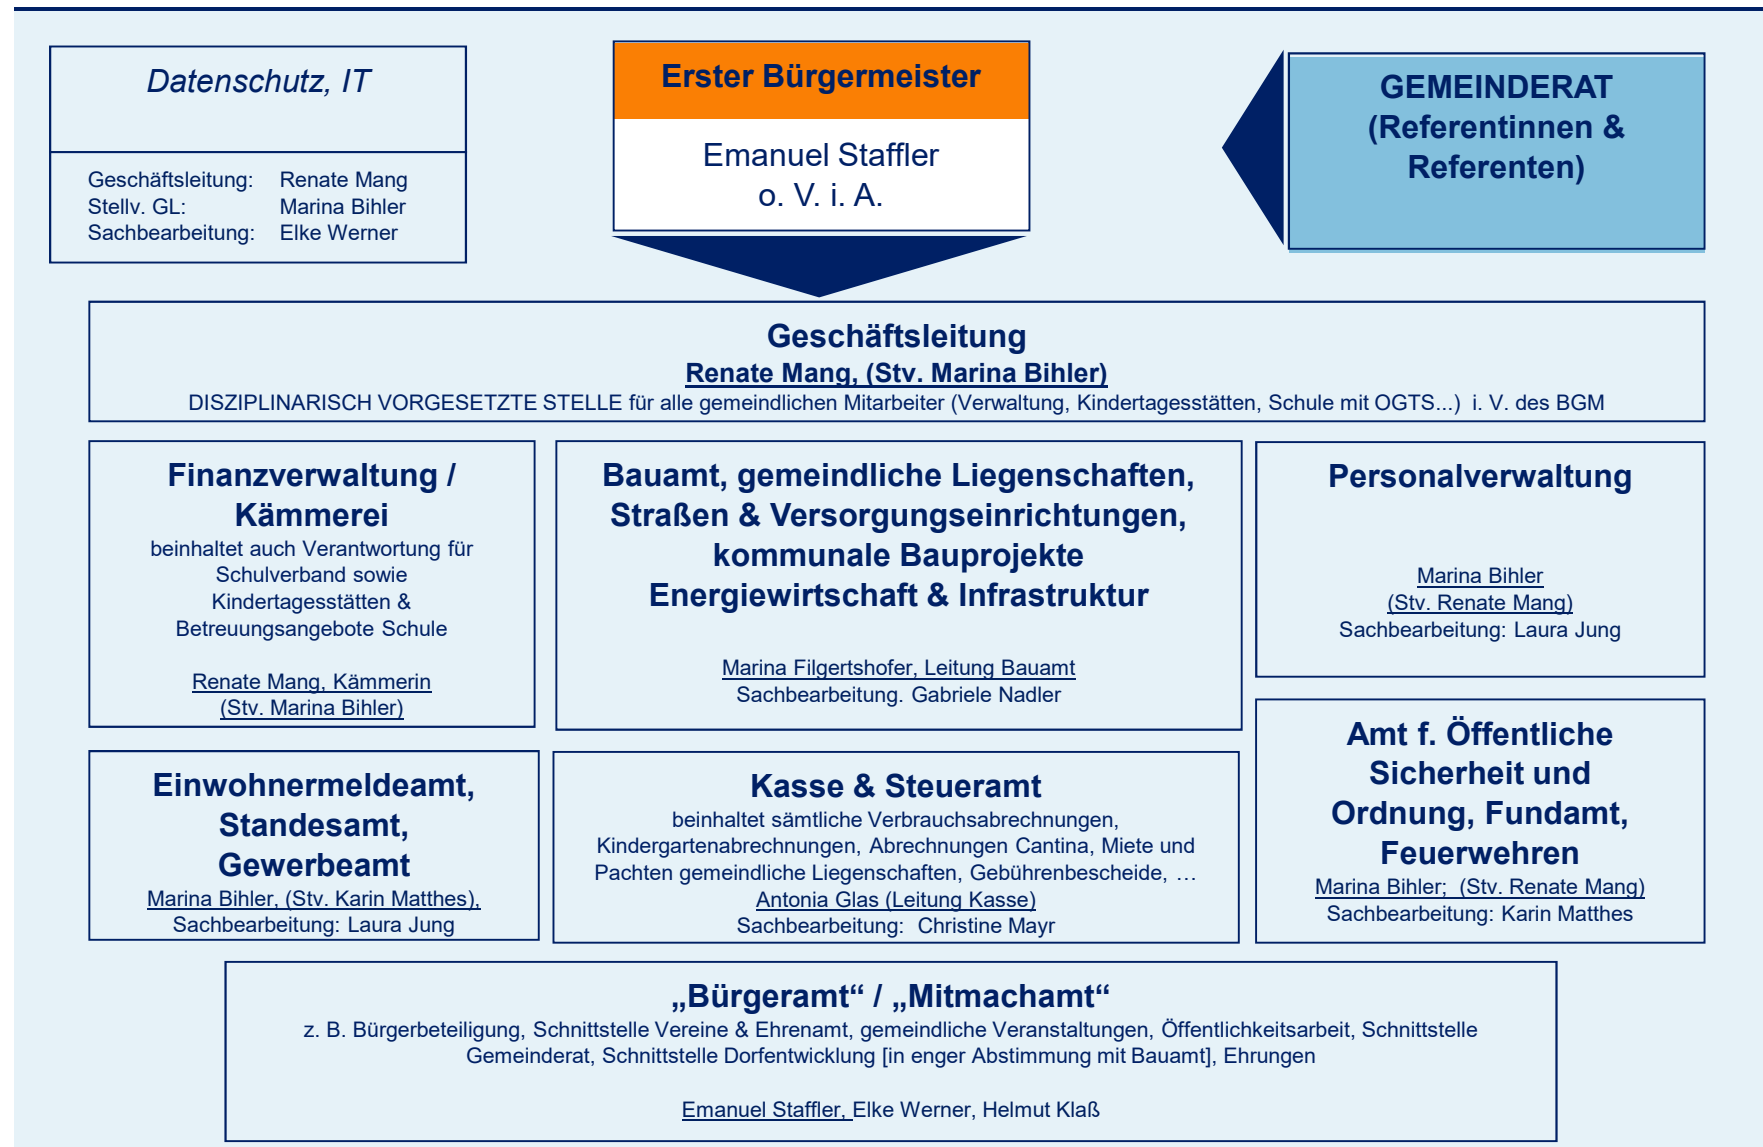 Datenschutz, IT
Geschäftsleitung: Renate Mang
Stellv. GL: Marina Bihler
Sachbearbeitung: Elke Werner
Erster Bürgermeister
Emanuel Staffler
o. V. i. A.
GEMEINDERAT
(Referentinnen &
Referenten)
Geschäftsleitung
Renate Mang, (Stv. Marina Bihler)
DISZIPLINARISCH VORGESETZTE STELLE für alle gemeindlichen Mitarbeiter (Verwaltung, Kindertagesstätten, Schule mit OGTS...) i. V. des BGM
Finanzverwaltung /
Kämmerei
beinhaltet auch Verantwortung für
Schulverband sowie
Kindertagesstätten &
Betreuungsangebote Schule
Renate Mang, Kämmerin
(Stv. Marina Bihler)
Bauamt, gemeindliche Liegenschaften,
Straßen & Versorgungseinrichtungen,
kommunale Bauprojekte
Energiewirtschaft & Infrastruktur
Marina Filgertshofer, Leitung Bauamt
Sachbearbeitung. Gabriele Nadler
Personalverwaltung
Marina Bihler
(Stv. Renate Mang)
Sachbearbeitung: Laura Jung
Einwohnermeldeamt,
Standesamt,
Gewerbeamt
Marina Bihler, (Stv. Karin Matthes),
Sachbearbeitung: Laura Jung
Kasse & Steueramt
beinhaltet sämtliche Verbrauchsabrechnungen,
Kindergartenabrechnungen, Abrechnungen Cantina, Miete und
Pachten gemeindliche Liegenschaften, Gebührenbescheide, …
Antonia Glas (Leitung Kasse)
Sachbearbeitung: Christine Mayr
Amt f. Öffentliche
Sicherheit und
Ordnung, Fundamt,
Feuerwehren
Marina Bihler; (Stv. Renate Mang)
Sachbearbeitung: Karin Matthes
„Bürgeramt“ / „Mitmachamt“
z. B. Bürgerbeteiligung, Schnittstelle Vereine & Ehrenamt, gemeindliche Veranstaltungen, Öffentlichkeitsarbeit, Schnittstelle
Gemeinderat, Schnittstelle Dorfentwicklung [in enger Abstimmung mit Bauamt], Ehrungen
Emanuel Staffler, Elke Werner, Helmut Klaß